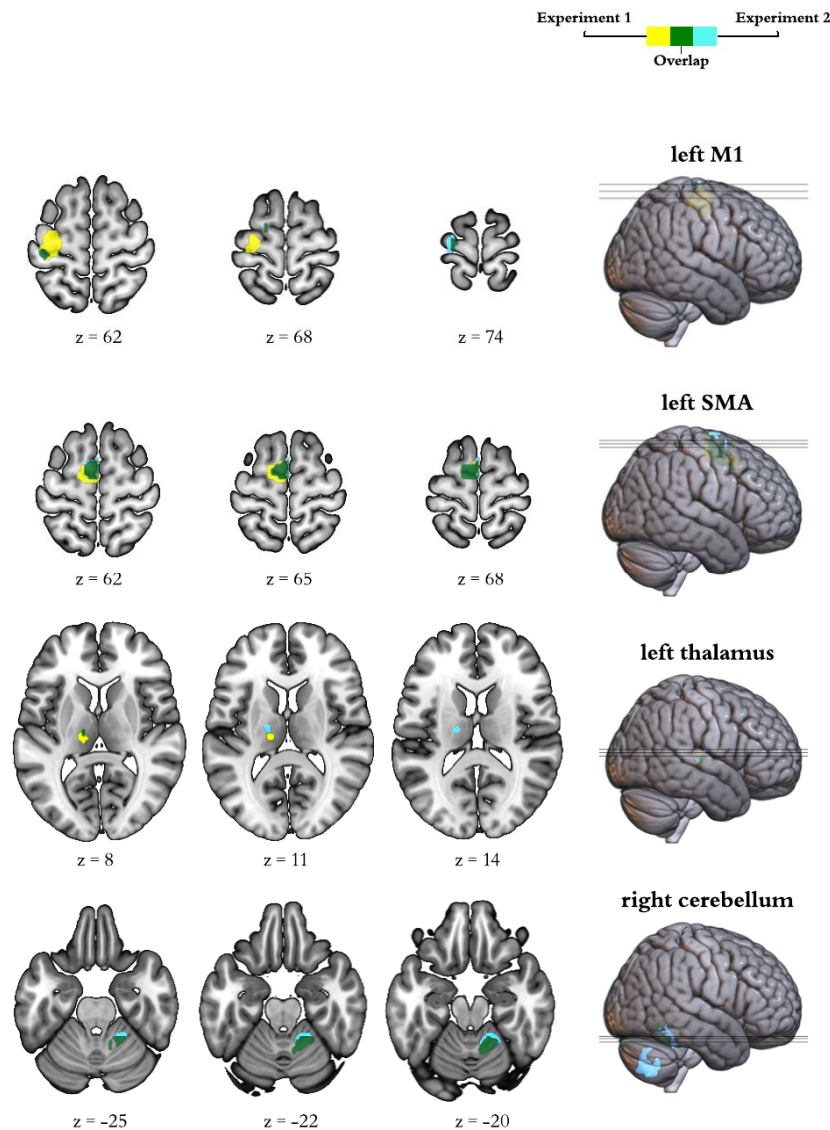 Experiment 1 Experiment 2
Overlap
left M1
z = 62 z = 68 z = 74
left SMA
z = 62 z = 65 z = 68
left thalamus
z = 8 z = 11 z = 14
right cerebellum
z = -25 z = -22 z = -20